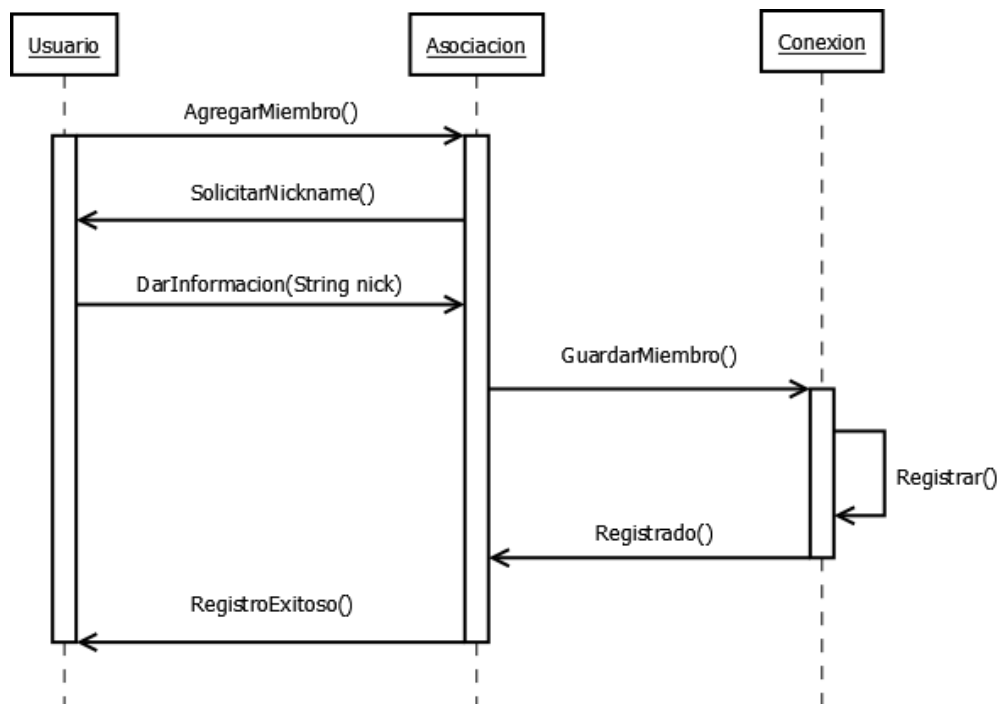 Usuario
Asociacion
Conexion
AgregarMiembro()
SolicitarNickname()
DarInformacion(String nick)
GuardarMiembro()
Registrar()
Registrado()
RegistroExitoso()